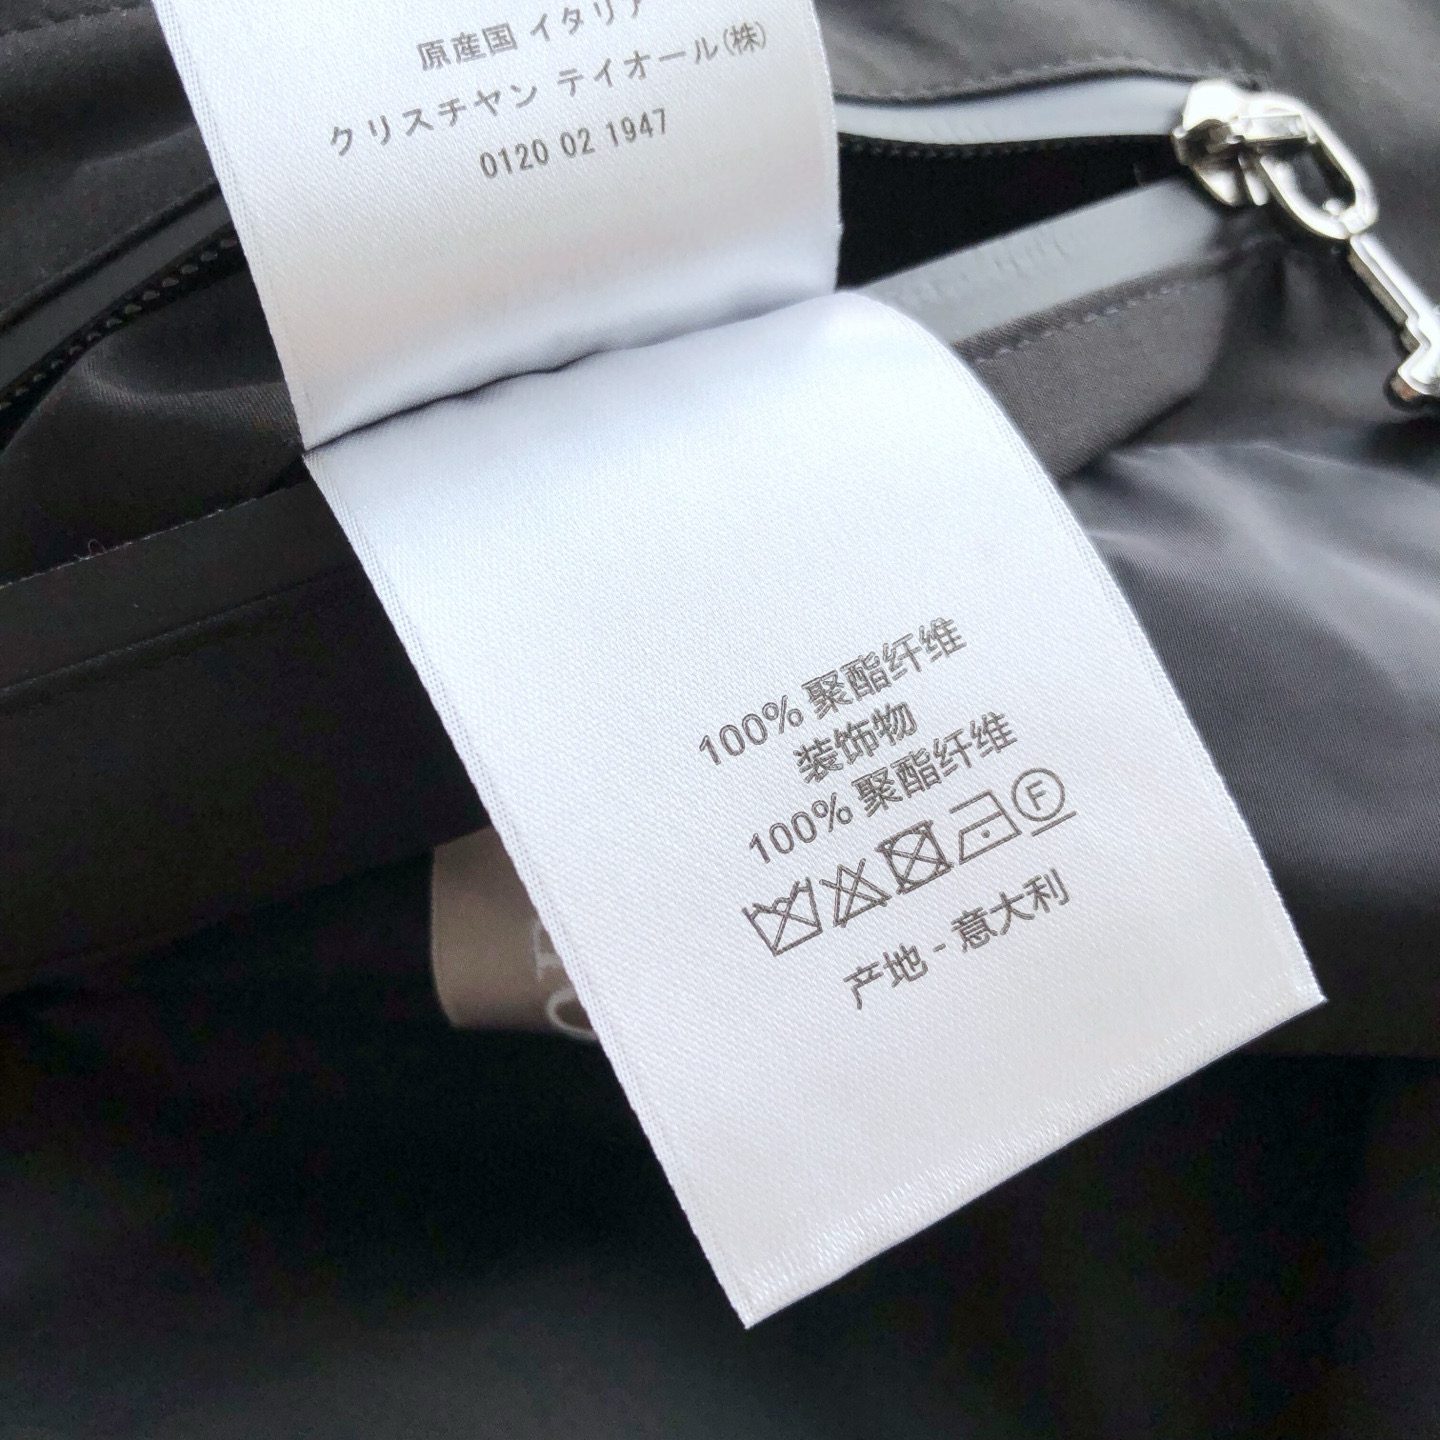 原産国 イタリア
クリスチヤン テイオール(株)
0120 02 1947
100% 聚酯纤维
装饰物
100% 聚酯纤维
F
产地 - 意大利